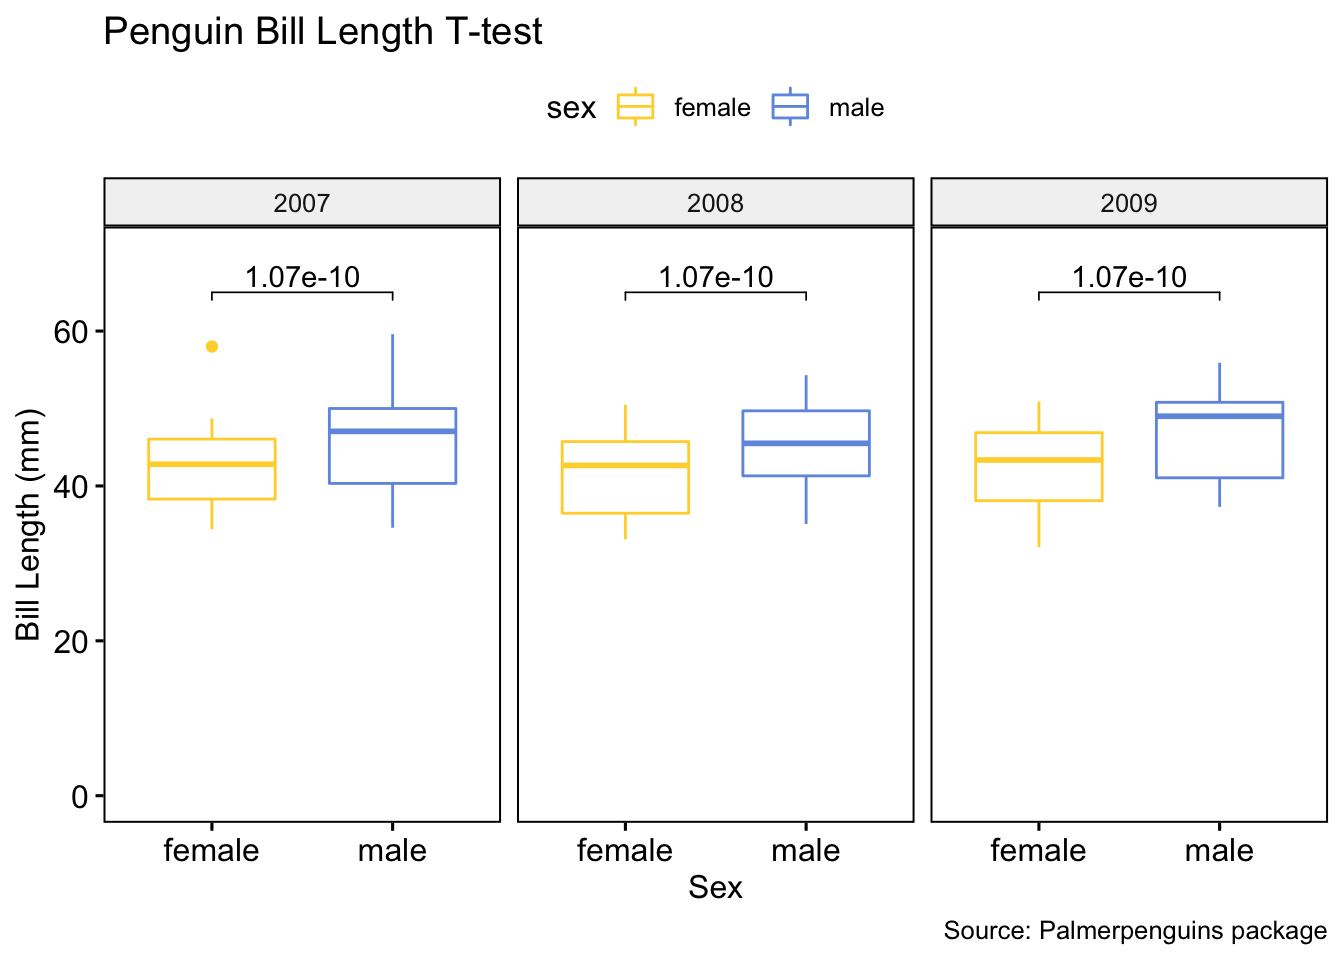 Penguin Bill Length T-test
sex female male
2007 2008 2009
1.07e-10 1.07e-10 1.07e-10
60
40
20
0
Bill Length (mm)
female male female male female male
Sex
Source: Palmerpenguins package